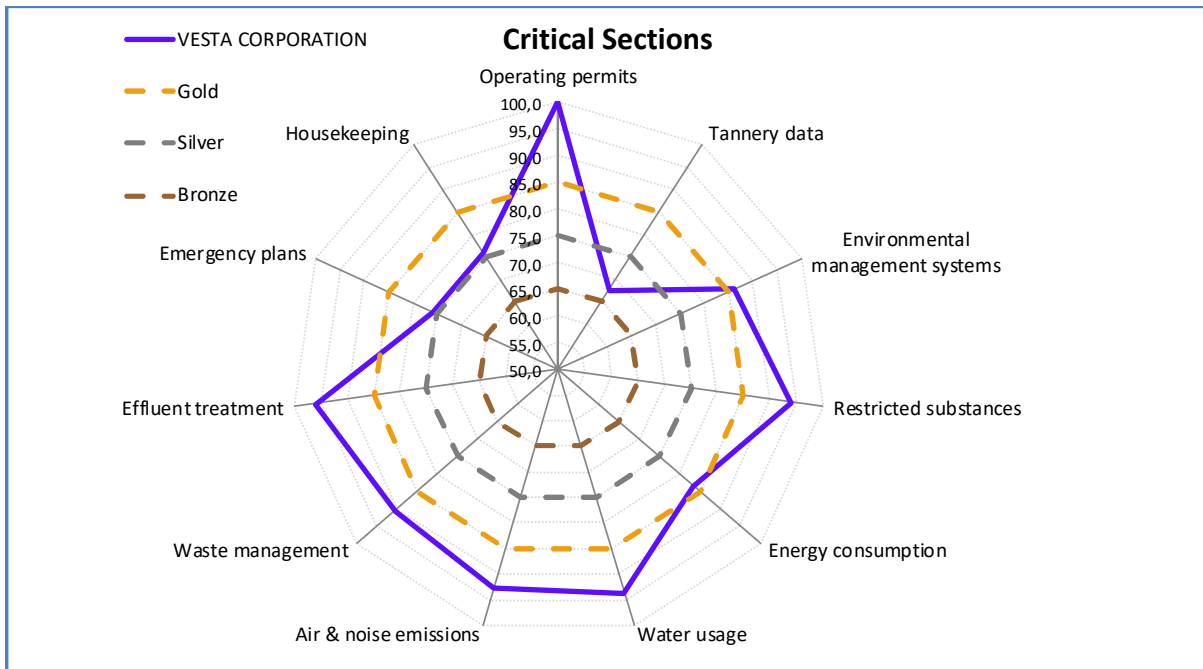 Critical Sections
VESTA CORPORATION
Gold
Silver
Bronze
Operating permits
Tannery data
Environmental
management systems
Restricted substances
Energy consumption
Water usage
Air & noise emissions
Waste management
Effluent treatment
Emergency plans
Housekeeping
100,0
95,0
90,0
85,0
80,0
75,0
70,0
65,0
60,0
55,0
50,0